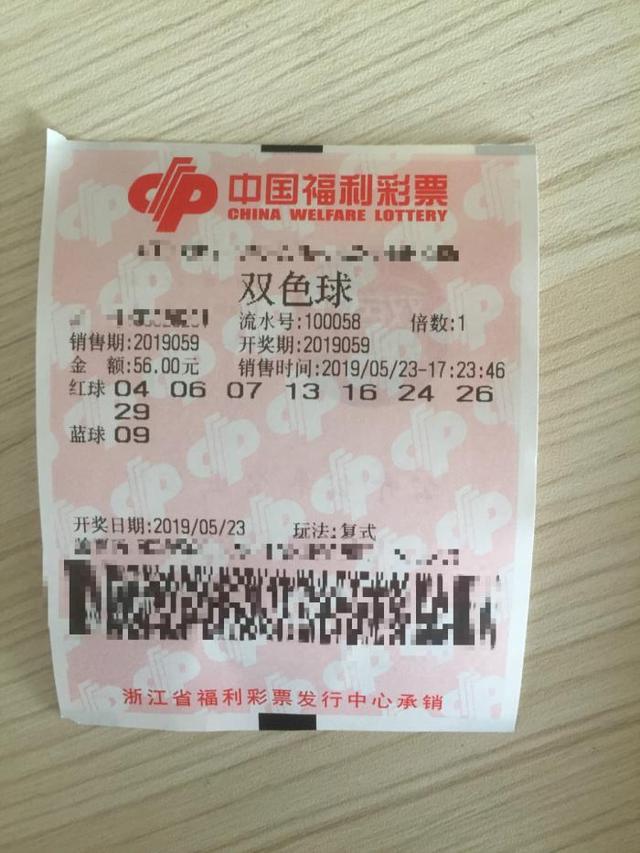 中国福利彩票
CHINA WELFARE LOTTERY
双色球
流水号:100058 倍数:1
销售期:2019059 开奖期:2019059
金 额:56.00元 销售时间:2019/05/23-17:23:46
红球 04 06 07 13 16 24 26
29
蓝球 09
开奖日期:2019/05/23 玩法:复式
浙江省福利彩票发行中心承销